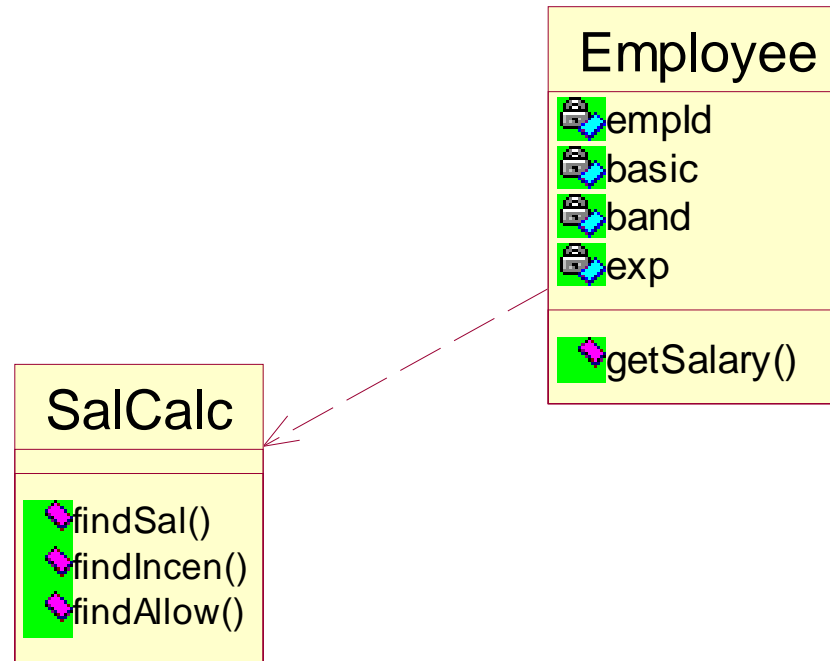 Employee
empId
basic
band
exp
getSalary()
SalCalc
findSal()
findIncen()
findAllow()